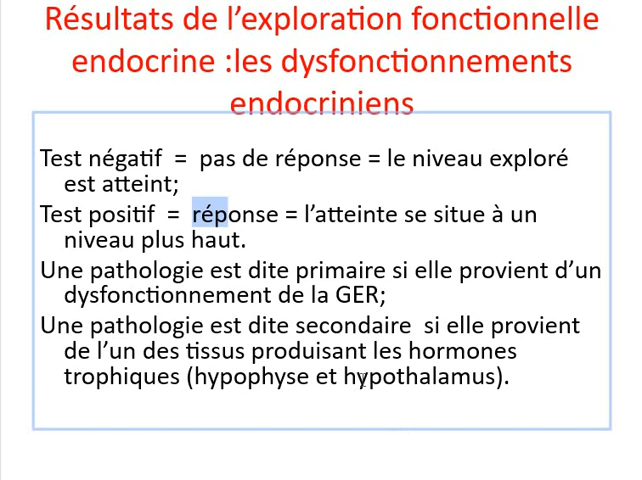 Résultats de l’exploration fonctionnelle
endocrine :les dysfonctionnements
endocriniens
Test négatif = pas de réponse = le niveau exploré
est atteint;
Test positif = réponse = l’atteinte se situe à un
niveau plus haut.
Une pathologie est dite primaire si elle provient d’un
dysfonctionnement de la GER;
Une pathologie est dite secondaire si elle provient
de l’un des tissus produisant les hormones
trophiques (hypophyse et hypothalamus).